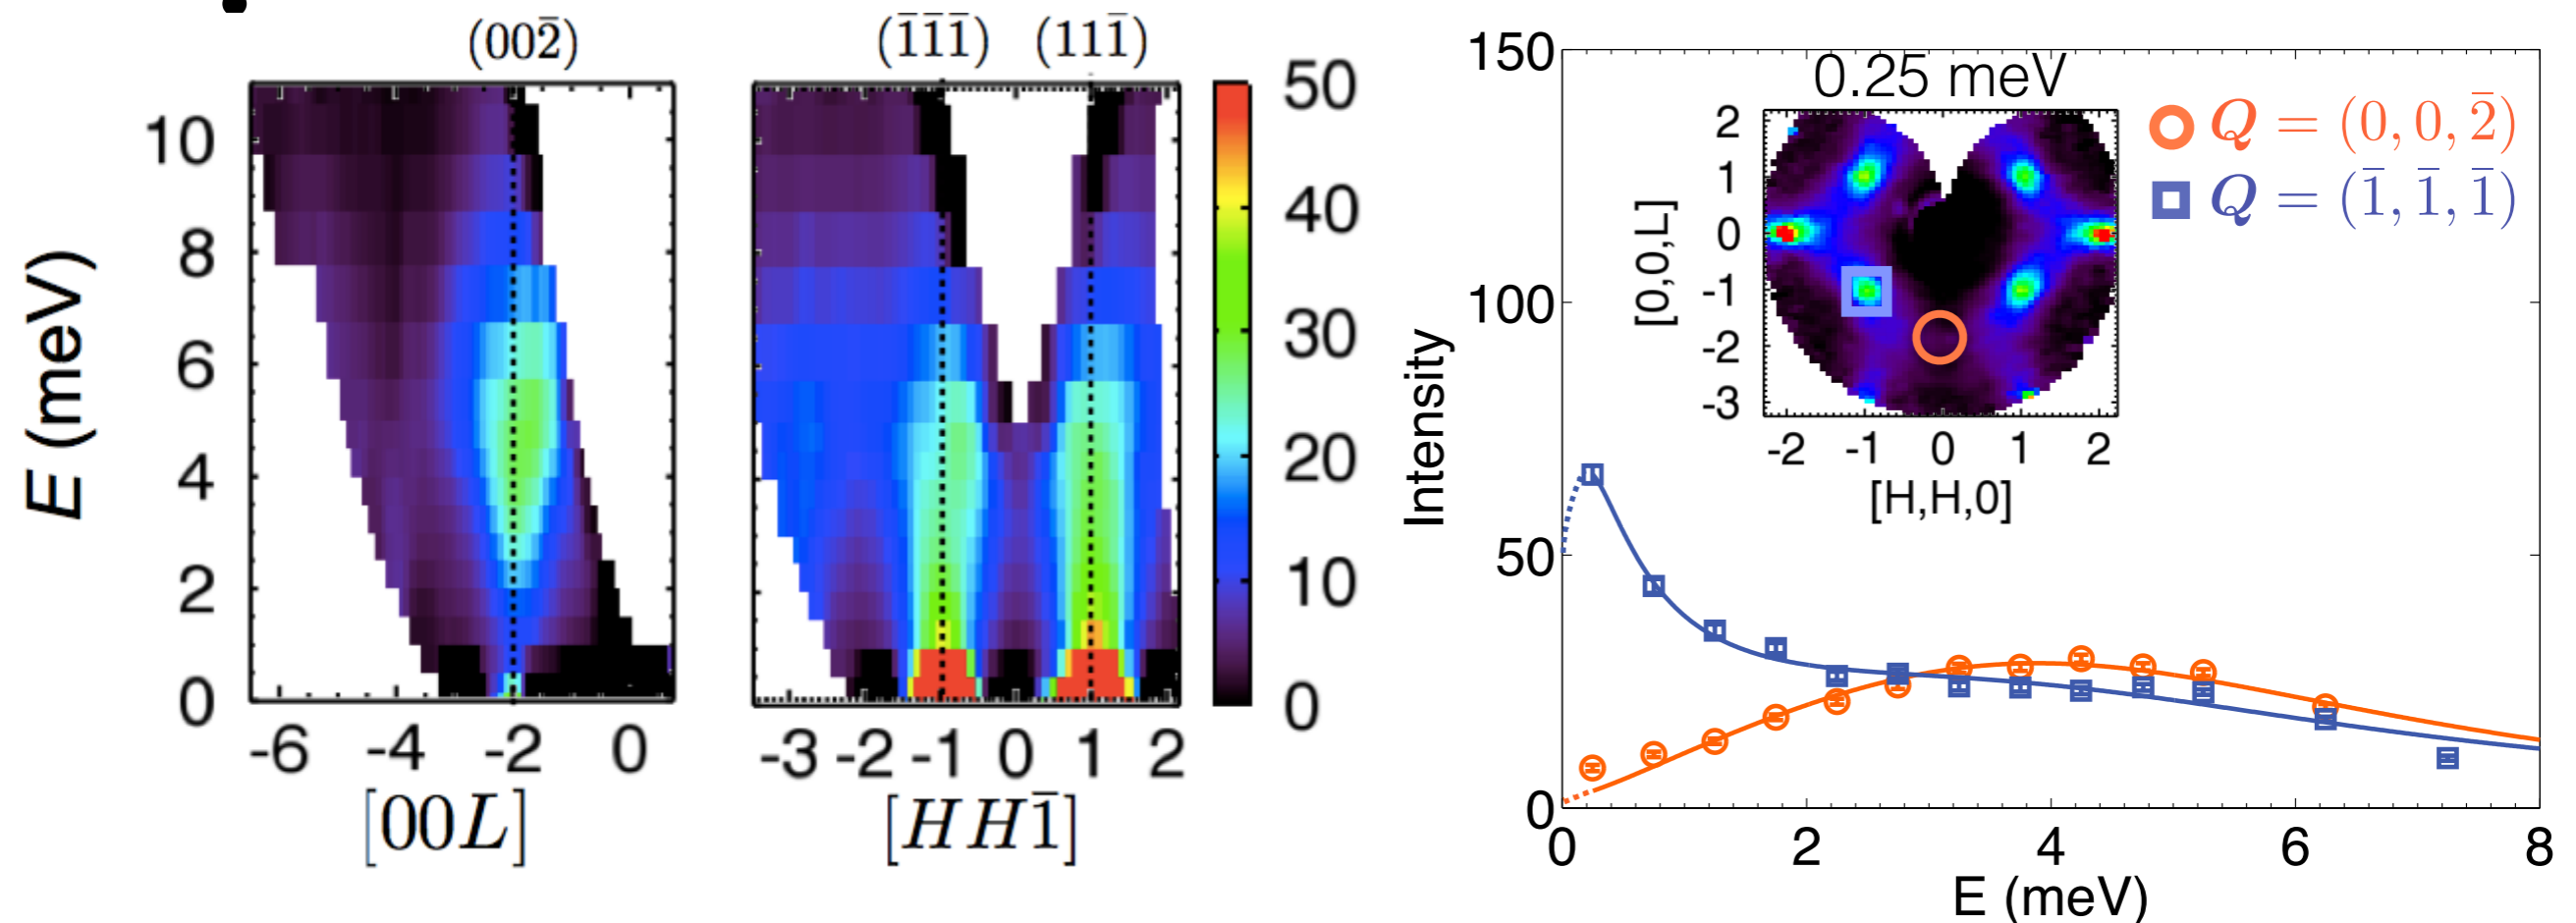 (002̄)
(1̄1̄1̄) (111̄)
E (meV)
10
8
6
4
2
0
-6 -4 -2 0
[00L]
-3 -2 -1 0 1 2
[HH1̄]
50
40
30
20
10
0
Intensity
150
100
50
0
0 2 4 6 8
E (meV)
0.25 meV
[0,0,L]
2
1
0
-1
-2
-3
-2 -1 0 1 2
[H,H,0]
Q = (0, 0, 2̄)
Q = (1̄, 1̄, 1̄)